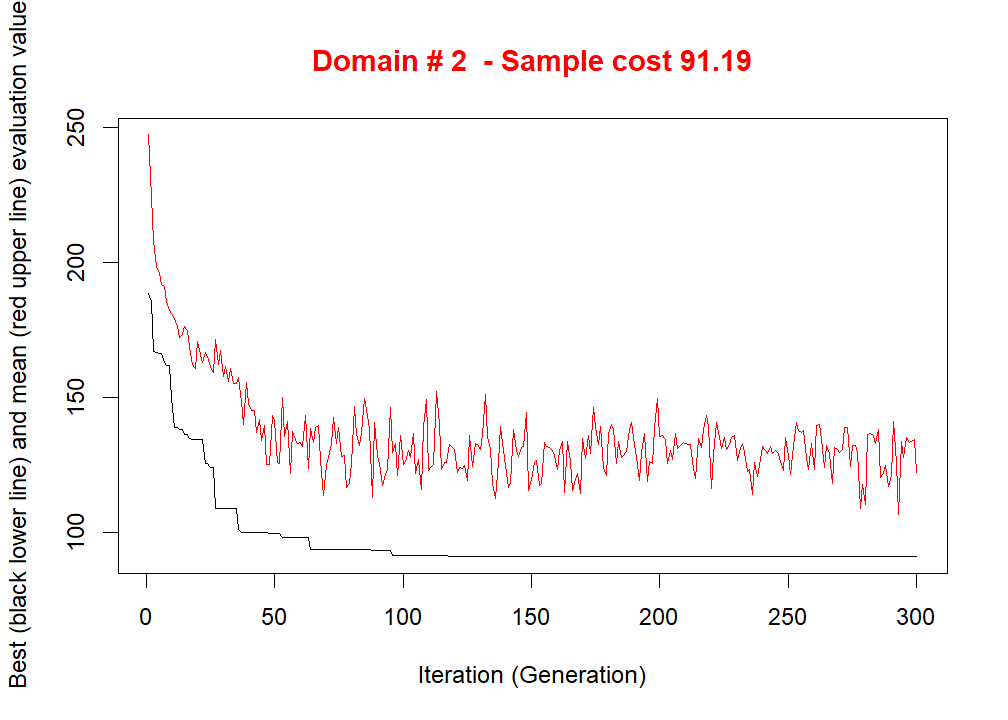 Domain # 2  - Sample cost 91.19
Best (black lower line) and mean (red upper line) evaluation value
250
200
150
100
0 50 100 150 200 250 300
Iteration (Generation)